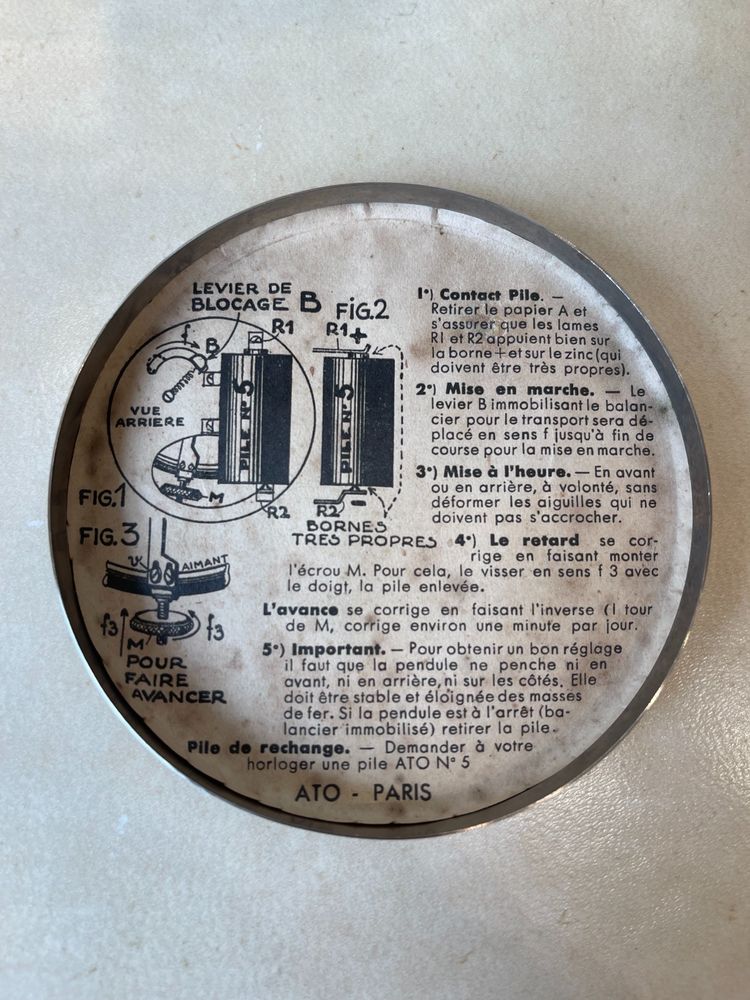 LEVIER DE
BLOCAGE B
FIG.2
f
B
R1
R1 +
PILE N° 5
PILE N° 5
VUE
ARRIERE
M
FIG.1
R2
R2
BORNES
TRES PROPRES
FIG.3
AIMANT
f3
f3
M
POUR
FAIRE
AVANCER
1°) Contact Pile. —
Retirer le papier A et
s'assurer que les lames
R1 et R2 appuient bien sur
la borne + et sur le zinc (qui
doivent être très propres).
2°) Mise en marche. — Le
levier B immobilisant le balan-
cier pour le transport sera dé-
placé en sens f jusqu'à fin de
course pour la mise en marche.
3°) Mise à l'heure. — En avant
ou en arrière, à volonté, sans
déformer les aiguilles qui ne
doivent pas s'accrocher.
4°) Le retard se cor-
rige en faisant monter
l'écrou M. Pour cela, le visser en sens f 3 avec
le doigt, la pile enlevée.
L'avance se corrige en faisant l'inverse (1 tour
de M, corrige environ une minute par jour.
5°) Important. — Pour obtenir un bon réglage
il faut que la pendule ne penche ni en
avant, ni en arrière, ni sur les côtés. Elle
doit être stable et éloignée des masses
de fer. Si la pendule est à l'arrêt (ba-
lancier immobilisé) retirer la pile.
Pile de rechange. — Demander à votre
horloger une pile ATO N° 5
ATO - PARIS